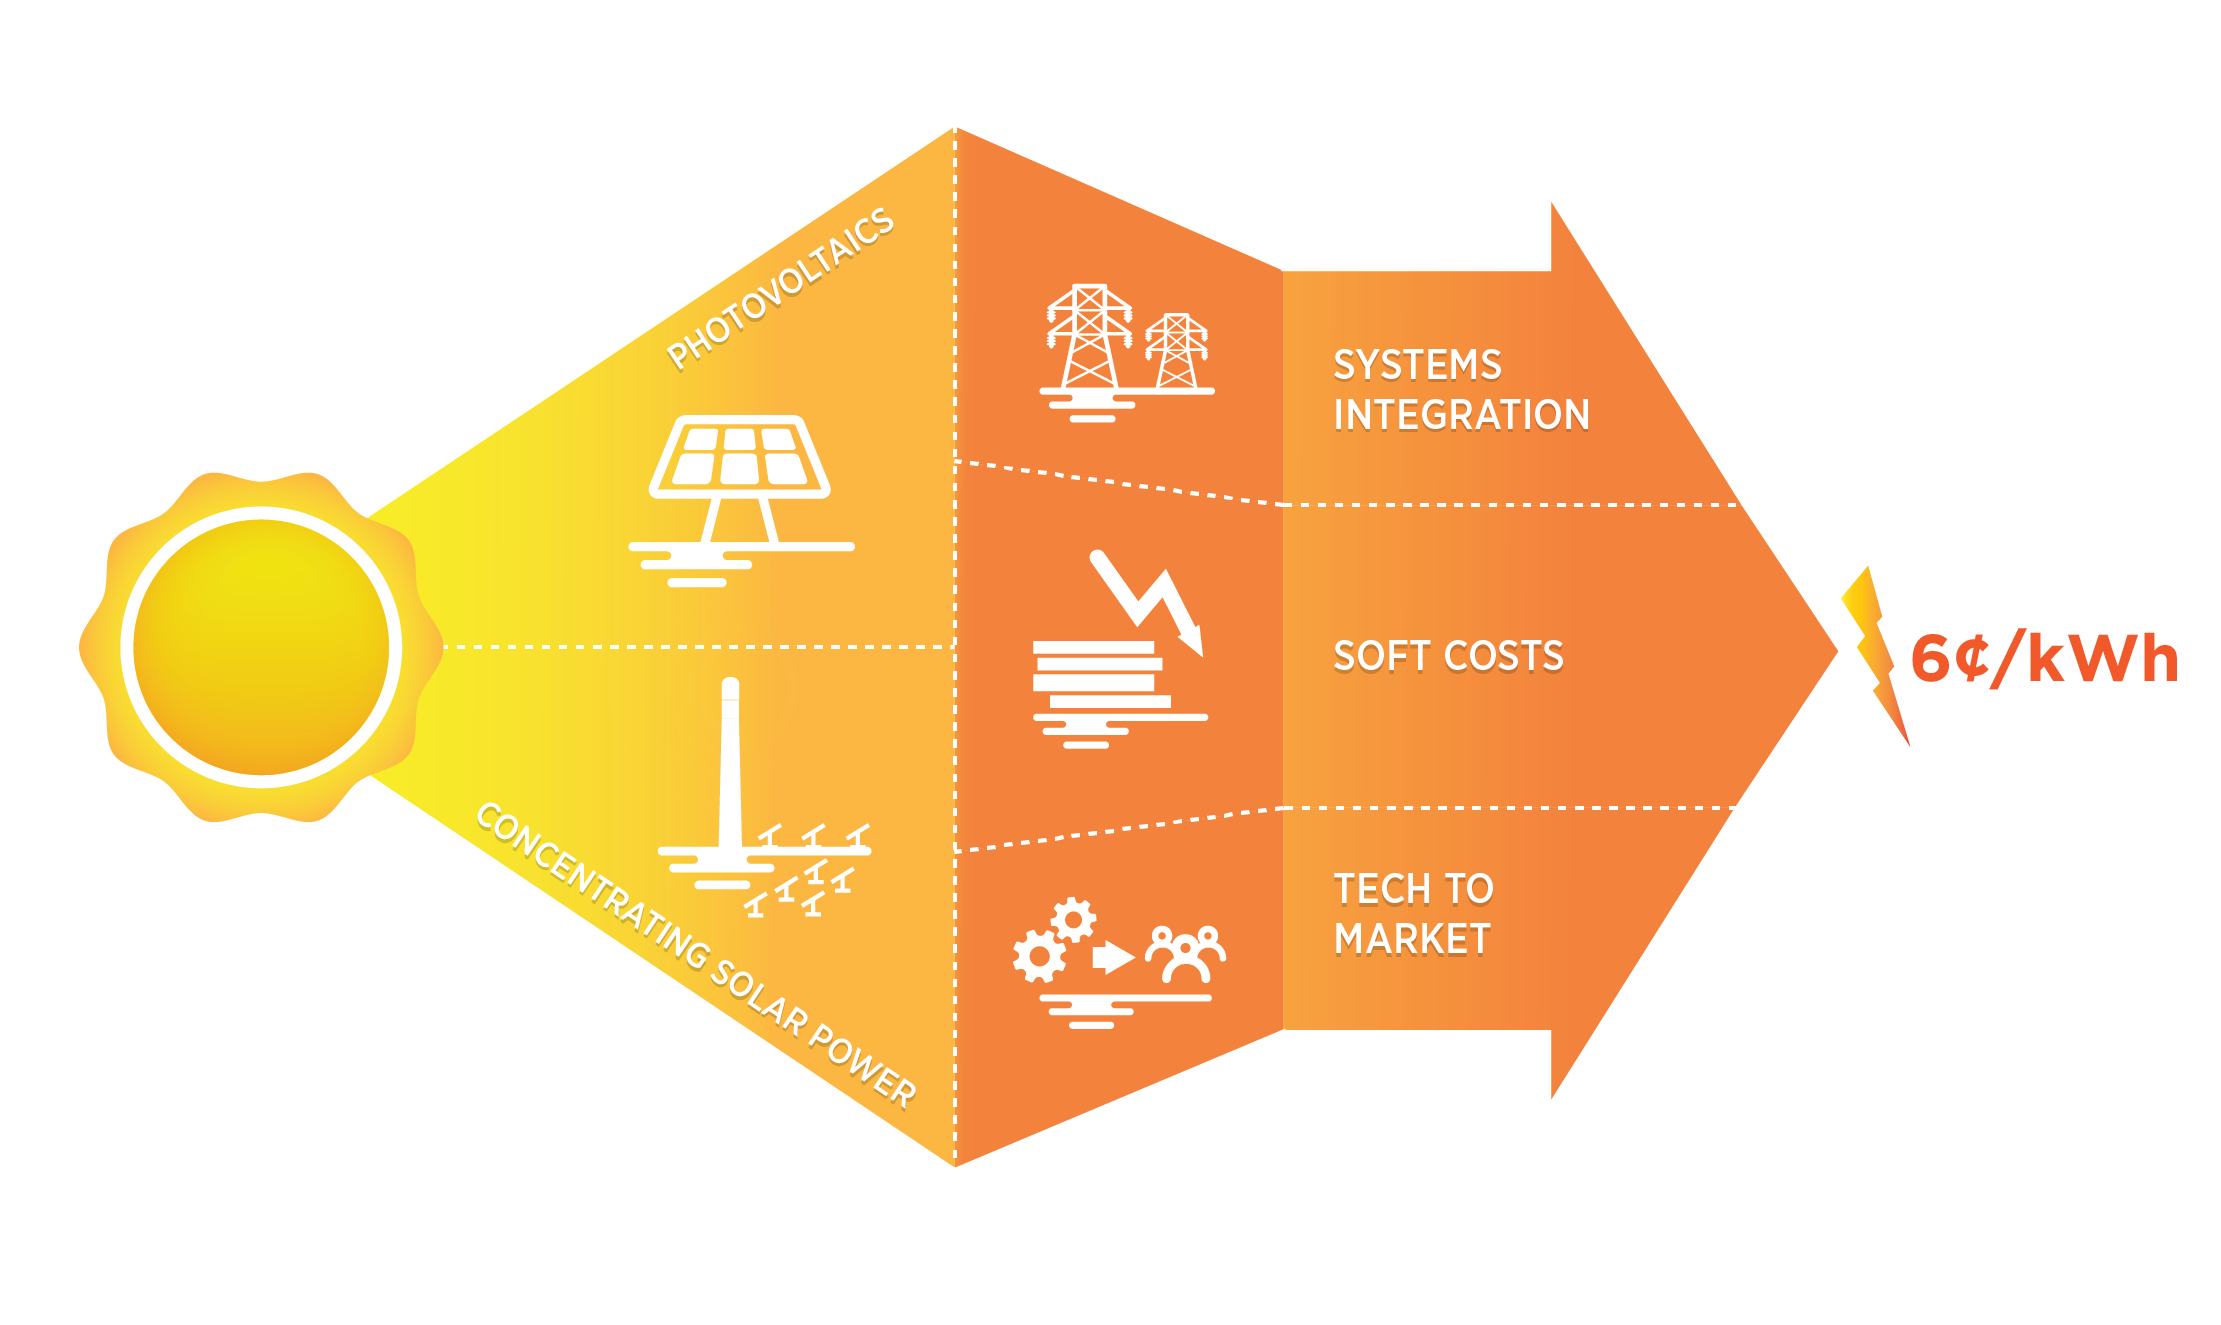 PHOTOVOLTAICS
CONCENTRATING SOLAR POWER
SYSTEMS
INTEGRATION
SOFT COSTS
TECH TO
MARKET
6¢/kWh